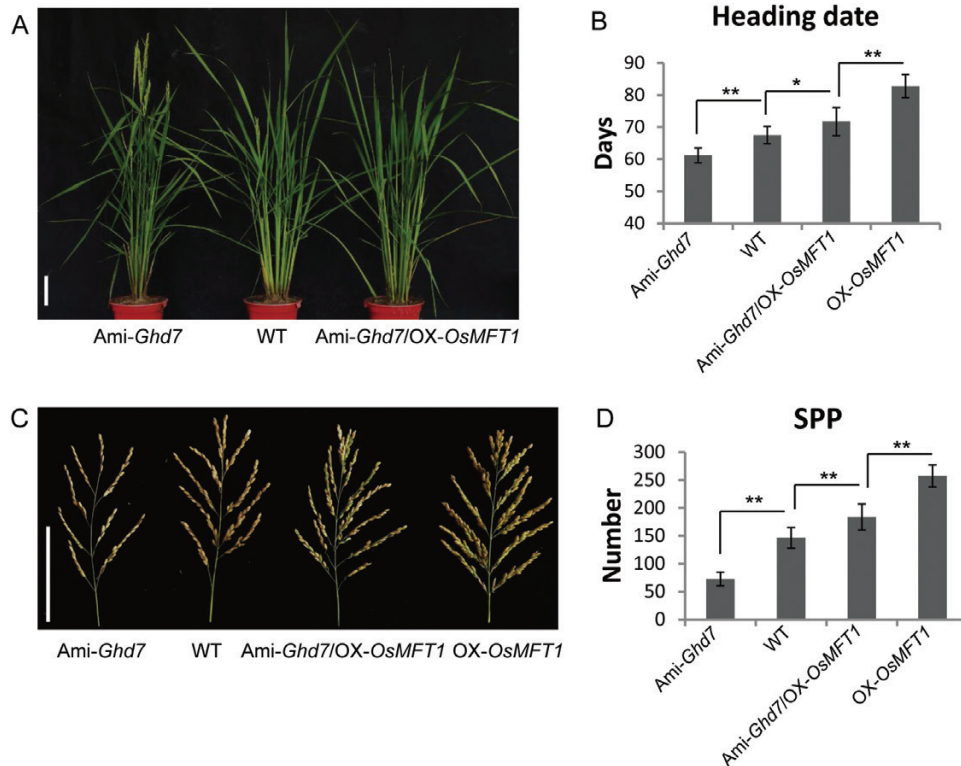 A
Ami-Ghd7 WT Ami-Ghd7/OX-OsMFT1
B
Heading date
Days
90
80
70
60
50
40
** * **
Ami-Ghd7
WT
Ami-Ghd7/OX-OsMFT1
OX-OsMFT1
C
Ami-Ghd7 WT Ami-Ghd7/OX-OsMFT1 OX-OsMFT1
D
SPP
Number
300
250
200
150
100
50
0
** ** **
Ami-Ghd7
WT
Ami-Ghd7/OX-OsMFT1
OX-OsMFT1